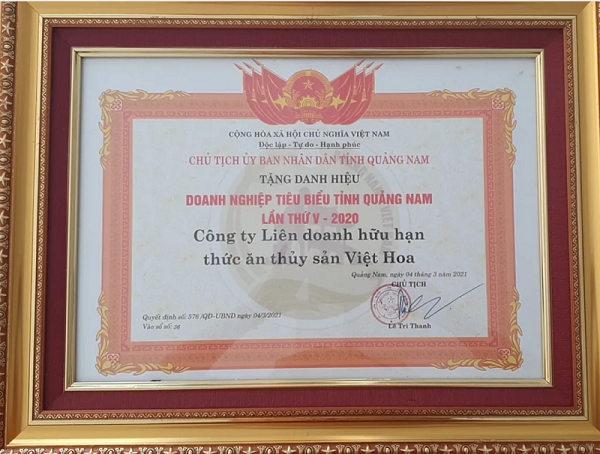 CỘNG HÒA XÃ HỘI CHỦ NGHĨA VIỆT NAM
Độc lập - Tự do - Hạnh phúc
CHỦ TỊCH ỦY BAN NHÂN DÂN TỈNH QUẢNG NAM
TẶNG DANH HIỆU
DOANH NGHIỆP TIÊU BIỂU TỈNH QUẢNG NAM
LẦN THỨ V - 2020
Công ty Liên doanh hữu hạn
thức ăn thủy sản Việt Hoa
Quảng Nam, ngày 04 tháng 3 năm 2021
CHỦ TỊCH
Quyết định số: 576 /QĐ-UBND ngày 04/3/2021
Vào sổ số: 26
Lê Trí Thanh